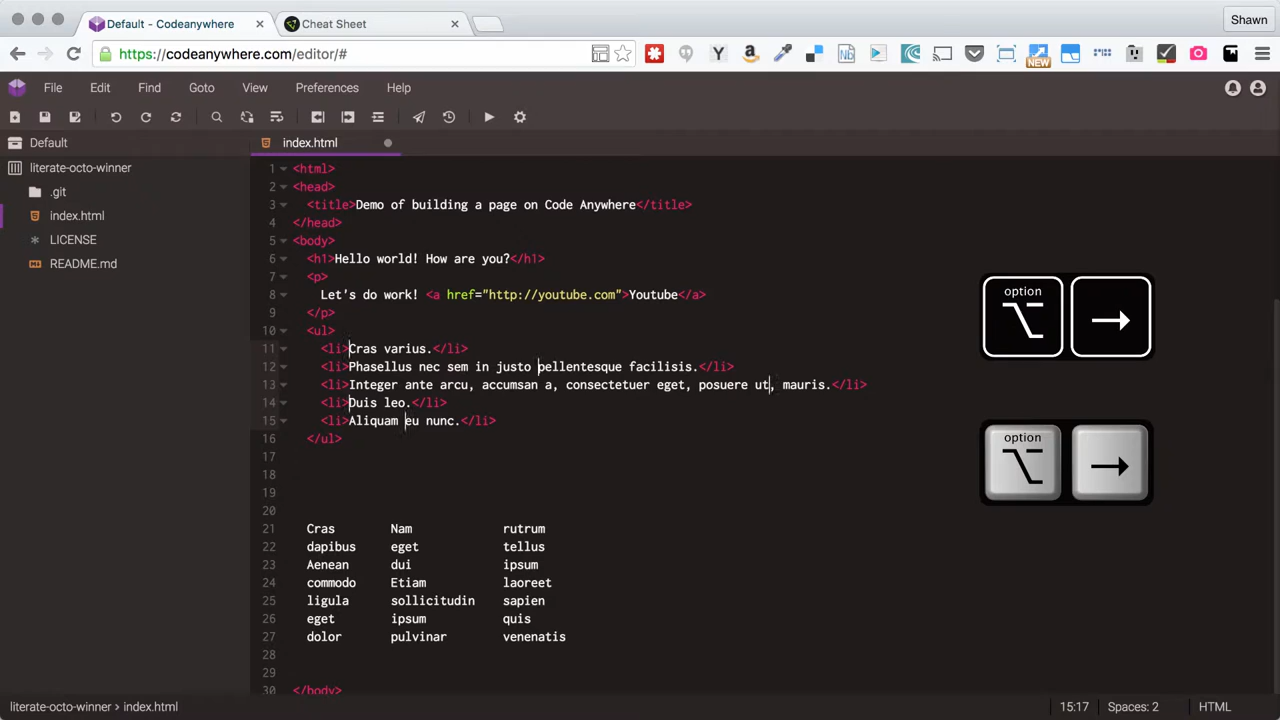 Default - Codeanywhere
Cheat Sheet
Shawn
https://codeanywhere.com/editor/#
Y
a
Nb
NEW
File Edit Find Goto View Preferences Help
Default
index.html
literate-octo-winner
.git
index.html
LICENSE
README.md
1 <html>
2 <head>
3 <title>Demo of building a page on Code Anywhere</title>
4 </head>
5 <body>
6 <h1>Hello world! How are you?</h1>
7 <p>
8 Let's do work! <a href="http://youtube.com">Youtube</a>
9 </p>
10 <ul>
11 <li>Cras varius.</li>
12 <li>Phasellus nec sem in justo pellentesque facilisis.</li>
13 <li>Integer ante arcu, accumsan a, consectetuer eget, posuere ut, mauris.</li>
14 <li>Duis leo.</li>
15 <li>Aliquam eu nunc.</li>
16 </ul>
17
18
19
20
21 Cras Nam rutrum
22 dapibus eget tellus
23 Aenean dui ipsum
24 commodo Etiam laoreet
25 ligula sollicitudin sapien
26 eget ipsum quis
27 dolor pulvinar venenatis
28
29
30 </body>
option
option
literate-octo-winner > index.html
15:17
Spaces: 2
HTML